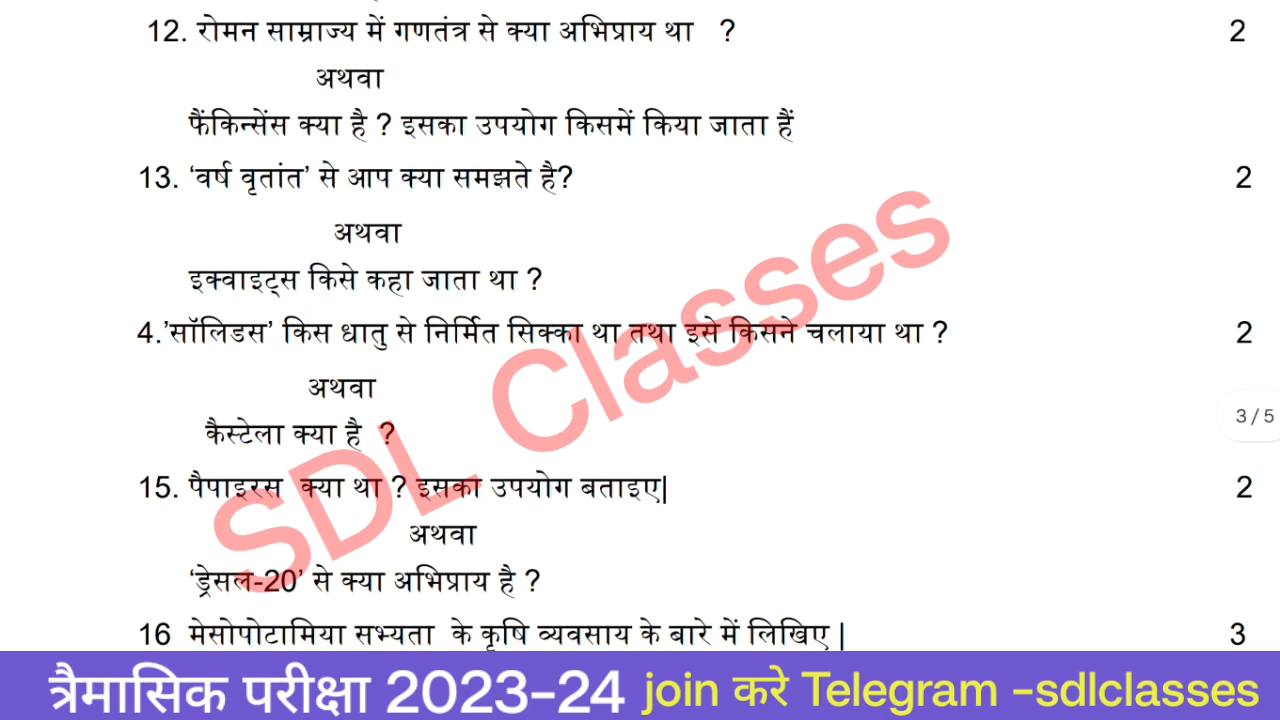 12. रोमन साम्राज्य में गणतंत्र से क्या अभिप्राय था ? 2
अथवा
फैंकिन्सेंस क्या है ? इसका उपयोग किसमें किया जाता हैं
13. ‘वर्ष वृतांत’ से आप क्या समझते है? 2
अथवा
इक्वाइट्स किसे कहा जाता था ?
4.’सॉलिडस’ किस धातु से निर्मित सिक्का था तथा इसे किसने चलाया था ? 2
अथवा
3 / 5
कैस्टेला क्या है ?
15. पैपाइरस क्या था ? इसका उपयोग बताइए| 2
अथवा
‘ड्रेसल-20’ से क्या अभिप्राय है ?
16 मेसोपोटामिया सभ्यता के कृषि व्यवसाय के बारे में लिखिए | 3
SDL Classes
त्रैमासिक परीक्षा 2023-24 join करे Telegram -sdlclasses